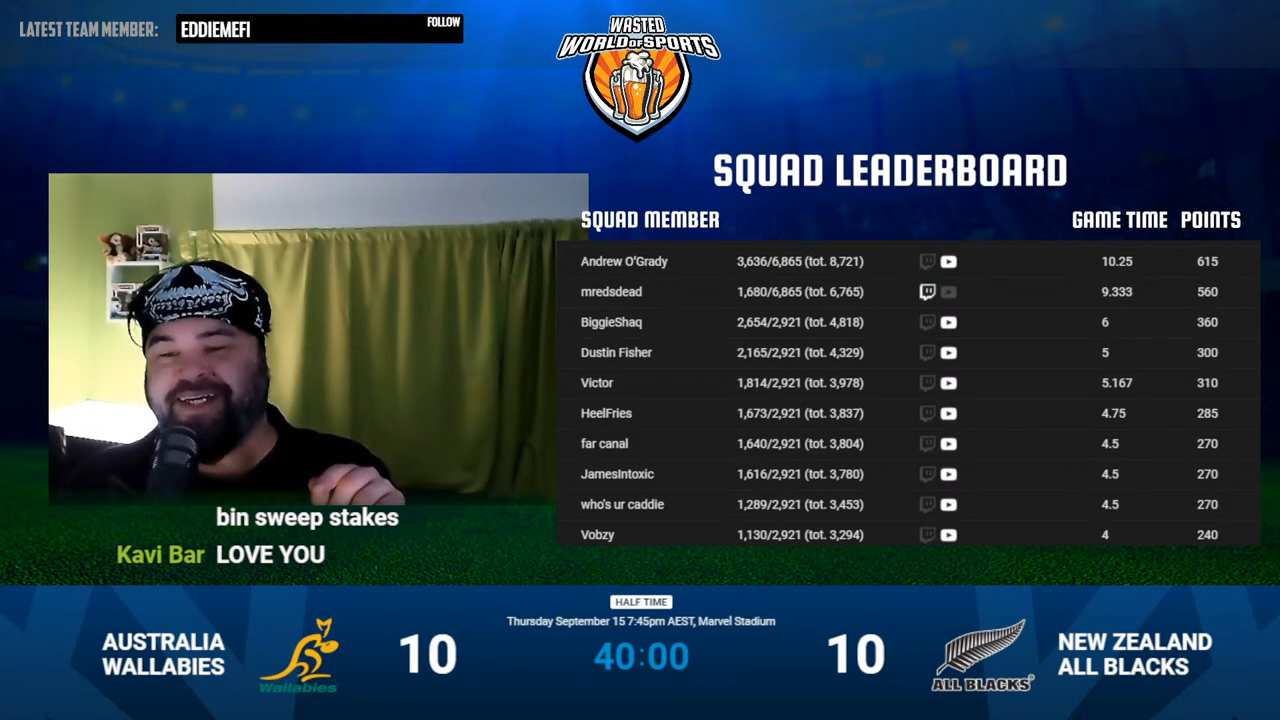 LATEST TEAM MEMBER: EDDIEMEFI FOLLOW
WASTED
WORLD OF SPORTS
SQUAD LEADERBOARD
SQUAD MEMBER GAME TIME POINTS
Andrew O'Grady 3,636/6,865 (tot. 8,721) 10.25 615
mredsdead 1,680/6,865 (tot. 6,765) 9.333 560
BiggieShaq 2,654/2,921 (tot. 4,818) 6 360
Dustin Fisher 2,165/2,921 (tot. 4,329) 5 300
Victor 1,814/2,921 (tot. 3,978) 5.167 310
HeelFries 1,673/2,921 (tot. 3,837) 4.75 285
far canal 1,640/2,921 (tot. 3,804) 4.5 270
JamesIntoxic 1,616/2,921 (tot. 3,780) 4.5 270
who's ur caddie 1,289/2,921 (tot. 3,453) 4.5 270
Vobzy 1,130/2,921 (tot. 3,294) 4 240
bin sweep stakes
Kavi Bar LOVE YOU
HALF TIME
Thursday September 15 7:45pm AEST, Marvel Stadium
AUSTRALIA
WALLABIES
Wallabies
10
40:00
10
ALL BLACKS
NEW ZEALAND
ALL BLACKS